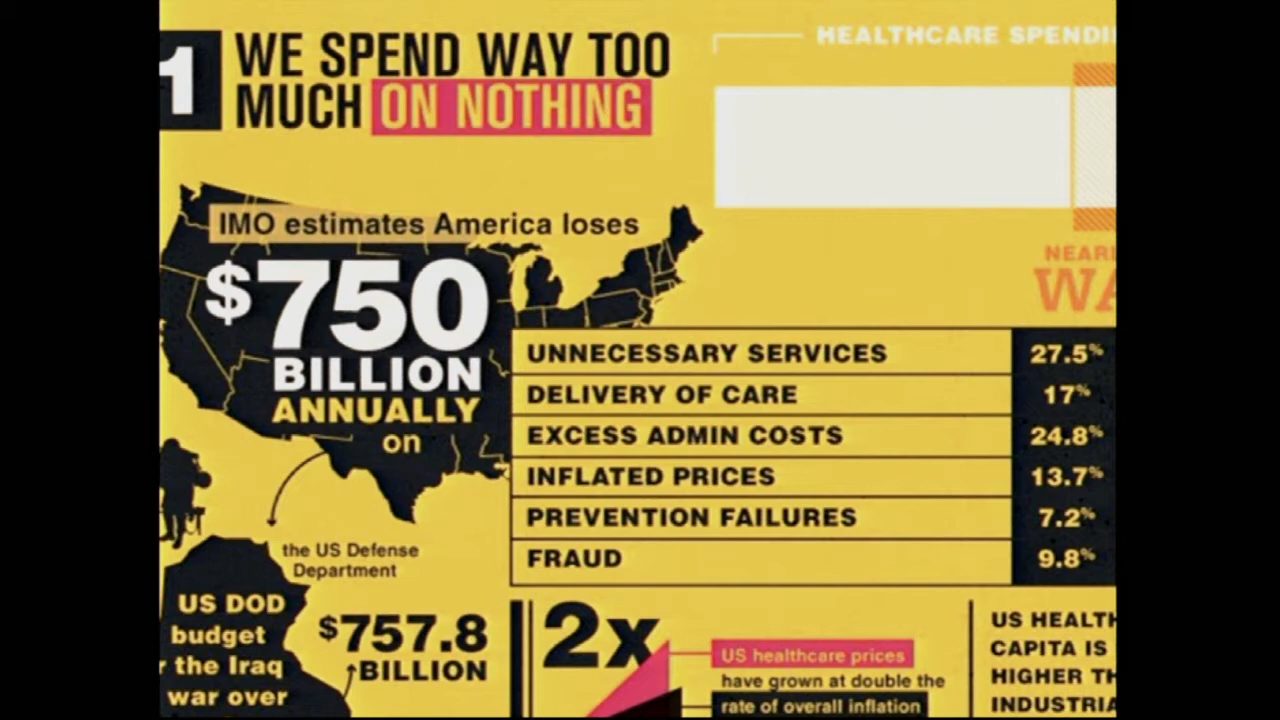 1
WE SPEND WAY TOO
MUCH ON NOTHING
HEALTHCARE SPENDI
IMO estimates America loses
$750
BILLION
ANNUALLY
on
NEAR
WA
UNNECESSARY SERVICES 27.5%
DELIVERY OF CARE 17%
EXCESS ADMIN COSTS 24.8%
INFLATED PRICES 13.7%
PREVENTION FAILURES 7.2%
FRAUD 9.8%
the US Defense
Department
US DOD
budget
r the Iraq
war over
$757.8
BILLION
2x
US healthcare prices
have grown at double the
rate of overall inflation
US HEALTH
CAPITA IS
HIGHER TH
INDUSTRIA